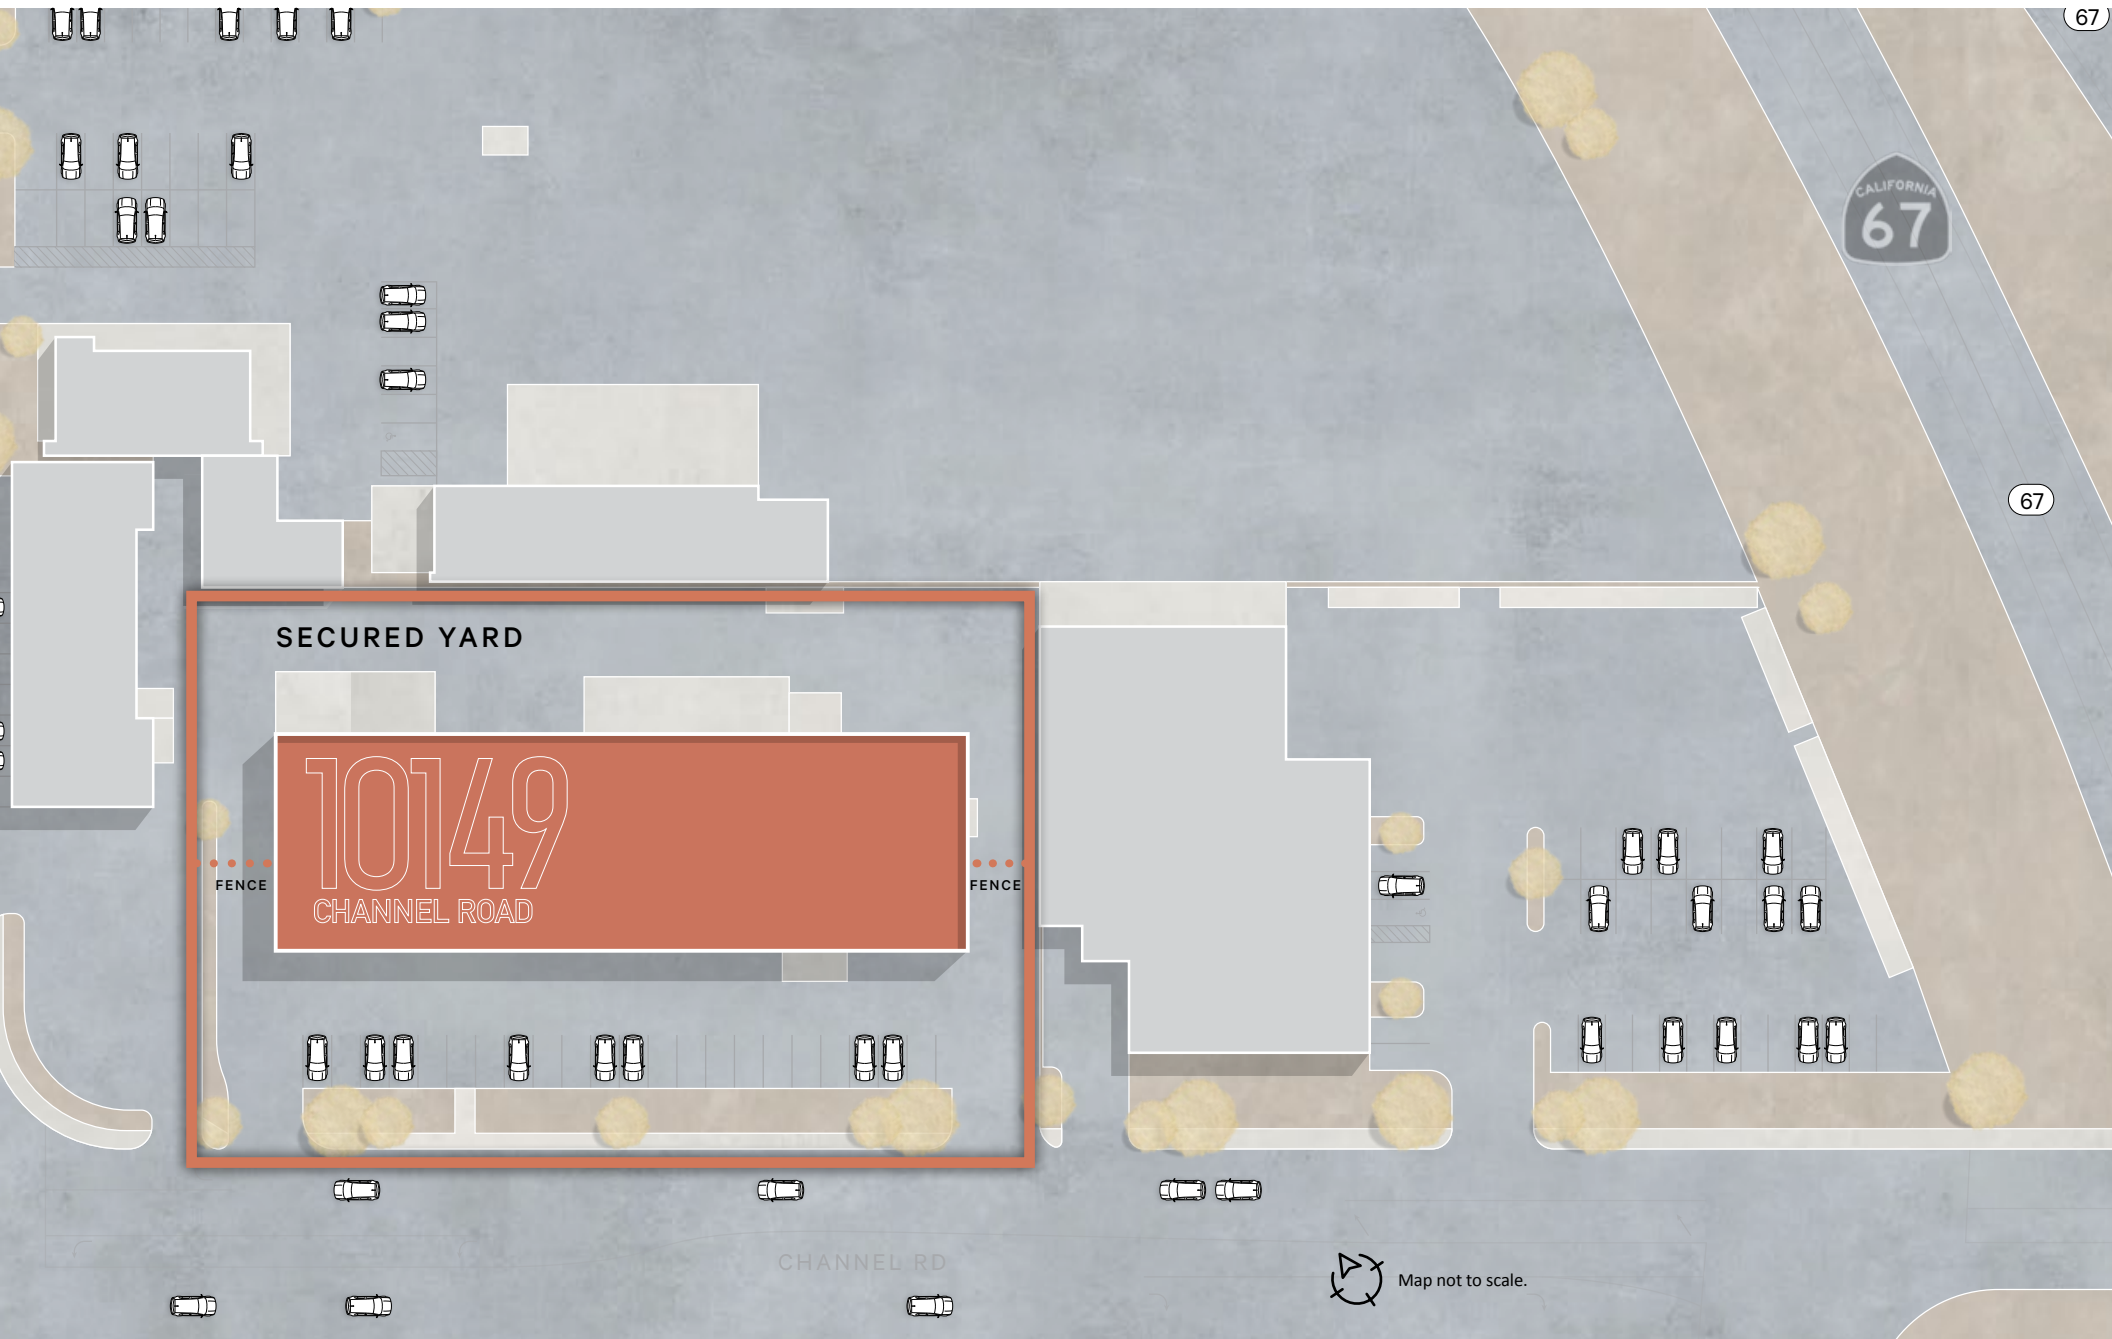 67
CALIFORNIA
67
67
SECURED YARD
10149
CHANNEL ROAD
FENCE
FENCE
CHANNEL RD
Map not to scale.